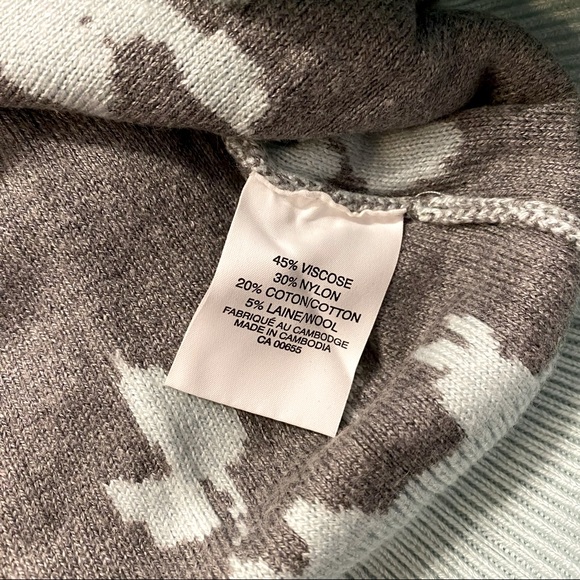 45% VISCOSE
30% NYLON
20% COTON/COTTON
5% LAINE/WOOL
FABRIQUÉ AU CAMBODGE
MADE IN CAMBODIA
CA 00655